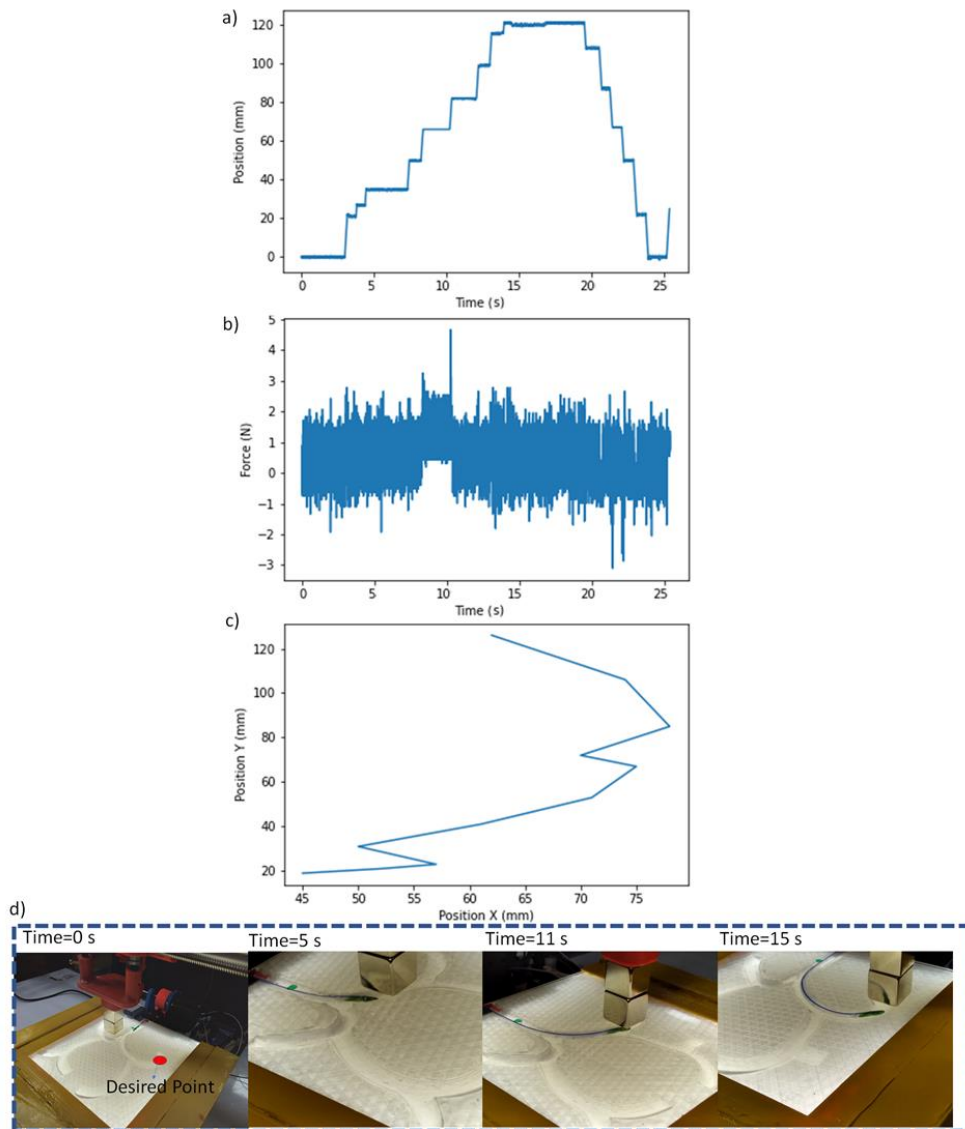 a)
120
100
80
60
40
20
0
Position (mm)
0 5 10 15 20 25
Time (s)
b)
5
4
3
2
1
0
-1
-2
-3
Force (N)
0 5 10 15 20 25
Time (s)
c)
120
100
80
60
40
20
Position Y (mm)
45 50 55 60 65 70 75
Position X (mm)
d)
Time=0 s Time=5 s Time=11 s Time=15 s
Desired Point